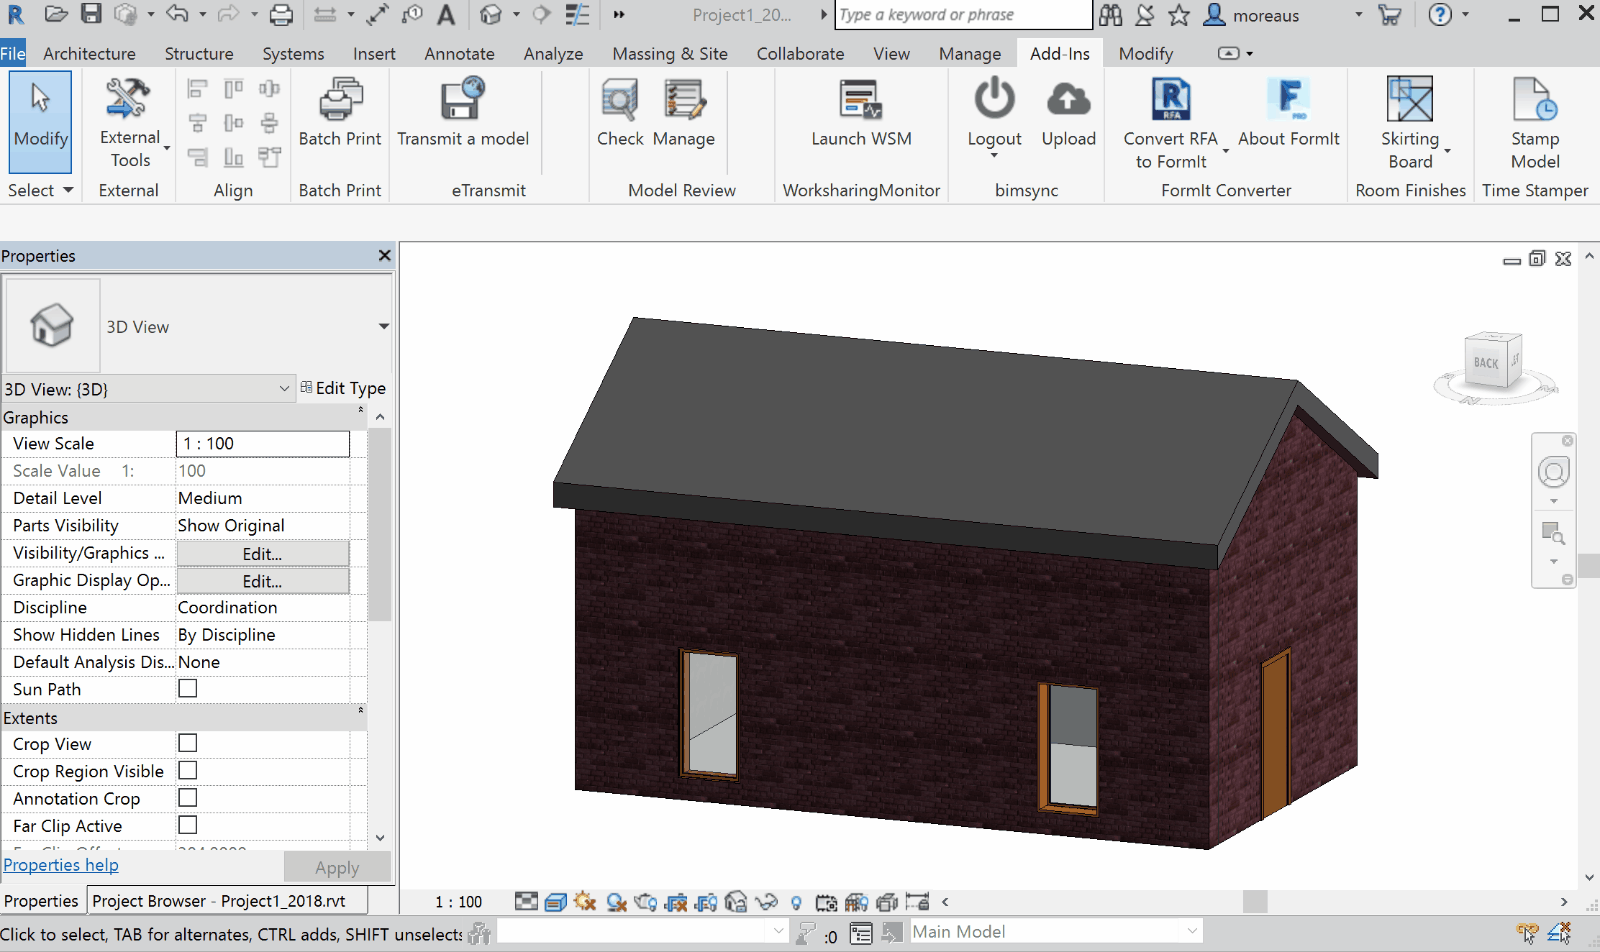 Project1_20...
Type a keyword or phrase
moreaus
File Architecture Structure Systems Insert Annotate Analyze Massing & Site Collaborate View Manage Add-Ins Modify
Modify
External
Tools
Batch Print
Transmit a model
Check Manage
Launch WSM
Logout Upload
Convert RFA
to FormIt
About FormIt
Skirting
Board
Stamp
Model
Select External Align Batch Print eTransmit Model Review WorksharingMonitor bimsync FormIt Converter Room Finishes Time Stamper
Properties
3D View
3D View: {3D} Edit Type
Graphics
View Scale 1 : 100
Scale Value 1: 100
Detail Level Medium
Parts Visibility Show Original
Visibility/Graphics ... Edit...
Graphic Display Op... Edit...
Discipline Coordination
Show Hidden Lines By Discipline
Default Analysis Dis... None
Sun Path
Extents
Crop View
Crop Region Visible
Annotation Crop
Far Clip Active
Properties help Apply
Properties Project Browser - Project1_2018.rvt
BACK
1 : 100
Click to select, TAB for alternates, CTRL adds, SHIFT unselects
:0
Main Model